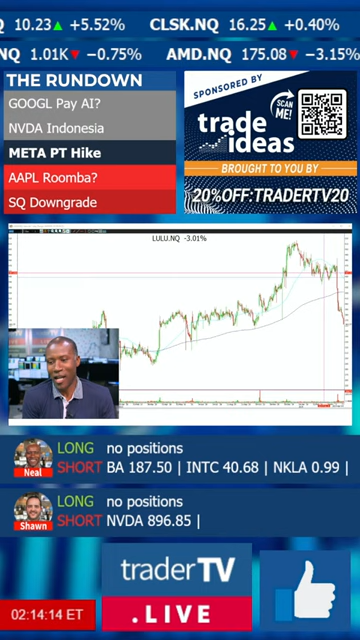 Q 10.23▲ +5.52% CLSK.NQ 16.25▲ +0.40%
NQ 1.01K▼ −0.75% AMD.NQ 175.08▼ −3.15%
THE RUNDOWN
GOOGL Pay AI?
NVDA Indonesia
META PT Hike
AAPL Roomba?
SQ Downgrade
SPONSORED BY
SCAN ME!
trade ideas
BROUGHT TO YOU BY
20%OFF:TRADERTV20
LULU.NQ -3.01%
Neal
LONG no positions
SHORT BA 187.50 | INTC 40.68 | NKLA 0.99 |
Shawn
LONG no positions
SHORT NVDA 896.85 |
traderTV
.LIVE
02:14:14 ET